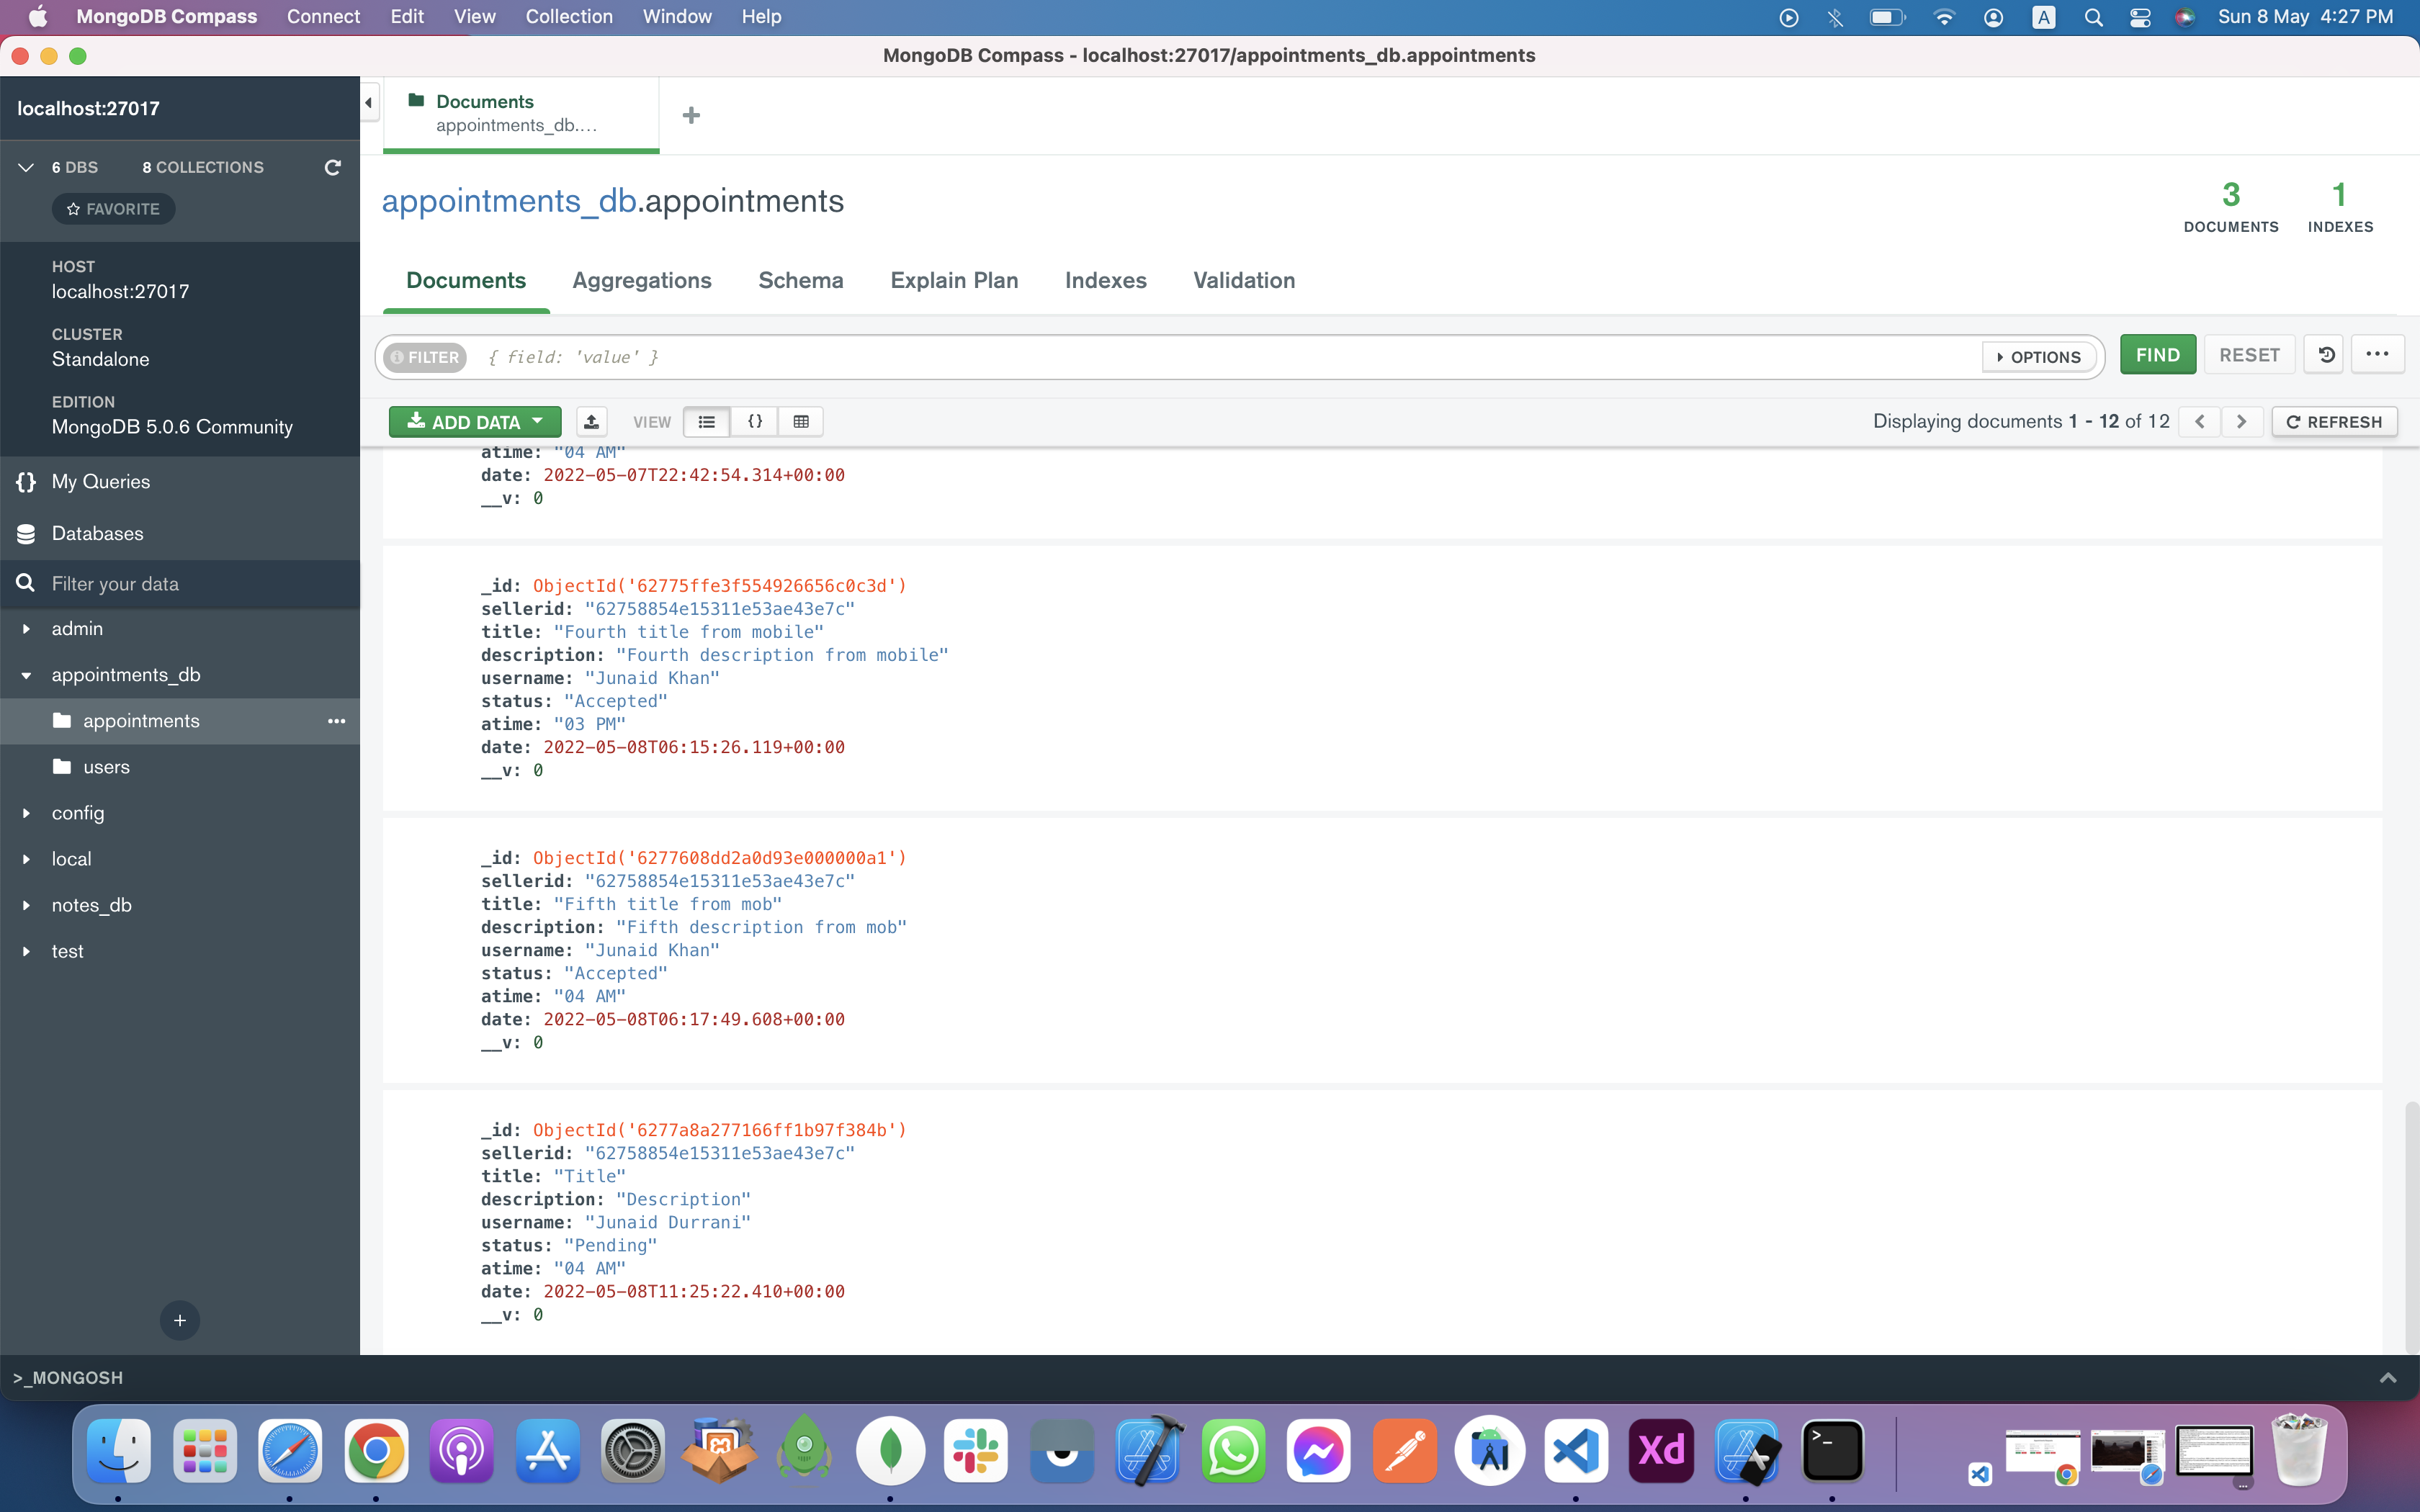 MongoDB Compass Connect Edit View Collection Window Help A Sun 8 May 4:27 PM
MongoDB Compass - localhost:27017/appointments_db.appointments
localhost:27017
6 DBS 8 COLLECTIONS
FAVORITE
HOST
localhost:27017
CLUSTER
Standalone
EDITION
MongoDB 5.0.6 Community
{} My Queries
Databases
Filter your data
admin
appointments_db
appointments
users
config
local
notes_db
test
+
Documents
appointments_db....
appointments_db.appointments
3
DOCUMENTS
1
INDEXES
Documents Aggregations Schema Explain Plan Indexes Validation
FILTER { field: 'value' } OPTIONS FIND RESET
ADD DATA VIEW {} Displaying documents 1 - 12 of 12 REFRESH
atime: "04 AM"
date: 2022-05-07T22:42:54.314+00:00
__v: 0
_id: ObjectId('62775ffe3f554926656c0c3d')
sellerid: "62758854e15311e53ae43e7c"
title: "Fourth title from mobile"
description: "Fourth description from mobile"
username: "Junaid Khan"
status: "Accepted"
atime: "03 PM"
date: 2022-05-08T06:15:26.119+00:00
__v: 0
_id: ObjectId('6277608dd2a0d93e000000a1')
sellerid: "62758854e15311e53ae43e7c"
title: "Fifth title from mob"
description: "Fifth description from mob"
username: "Junaid Khan"
status: "Accepted"
atime: "04 AM"
date: 2022-05-08T06:17:49.608+00:00
__v: 0
_id: ObjectId('6277a8a277166ff1b97f384b')
sellerid: "62758854e15311e53ae43e7c"
title: "Title"
description: "Description"
username: "Junaid Durrani"
status: "Pending"
atime: "04 AM"
date: 2022-05-08T11:25:22.410+00:00
__v: 0
>_MONGOSH
Xd
>_